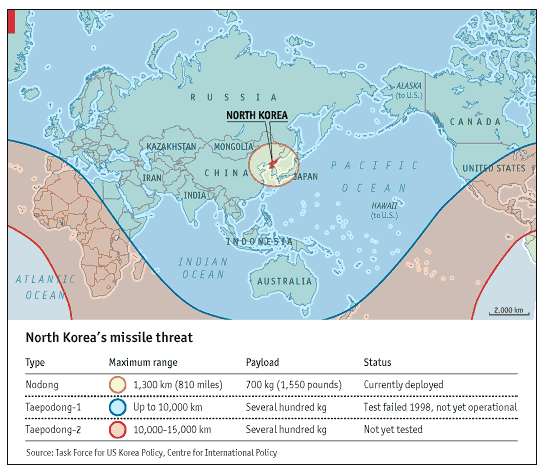 ALASKA
(to U.S.)
R U S S I A
CANADA
NORTH KOREA
KAZAKHSTAN
MONGOLIA
PACIFIC
UNITED STATES
CHINA
IRAN
JAPAN
OCEAN
INDIA
HAWAII
(to U.S.)
INDONESIA
INDIAN
OCEAN
ATLANTIC
OCEAN
AUSTRALIA
2,000 km
North Korea's missile threat
Type Maximum range Payload Status
Nodong 1,300 km (810 miles) 700 kg (1,550 pounds) Currently deployed
Taepodong-1 Up to 10,000 km Several hundred kg Test failed 1998, not yet operational
Taepodong-2 10,000-15,000 km Several hundred kg Not yet tested
Source: Task Force for US Korea Policy, Centre for International Policy